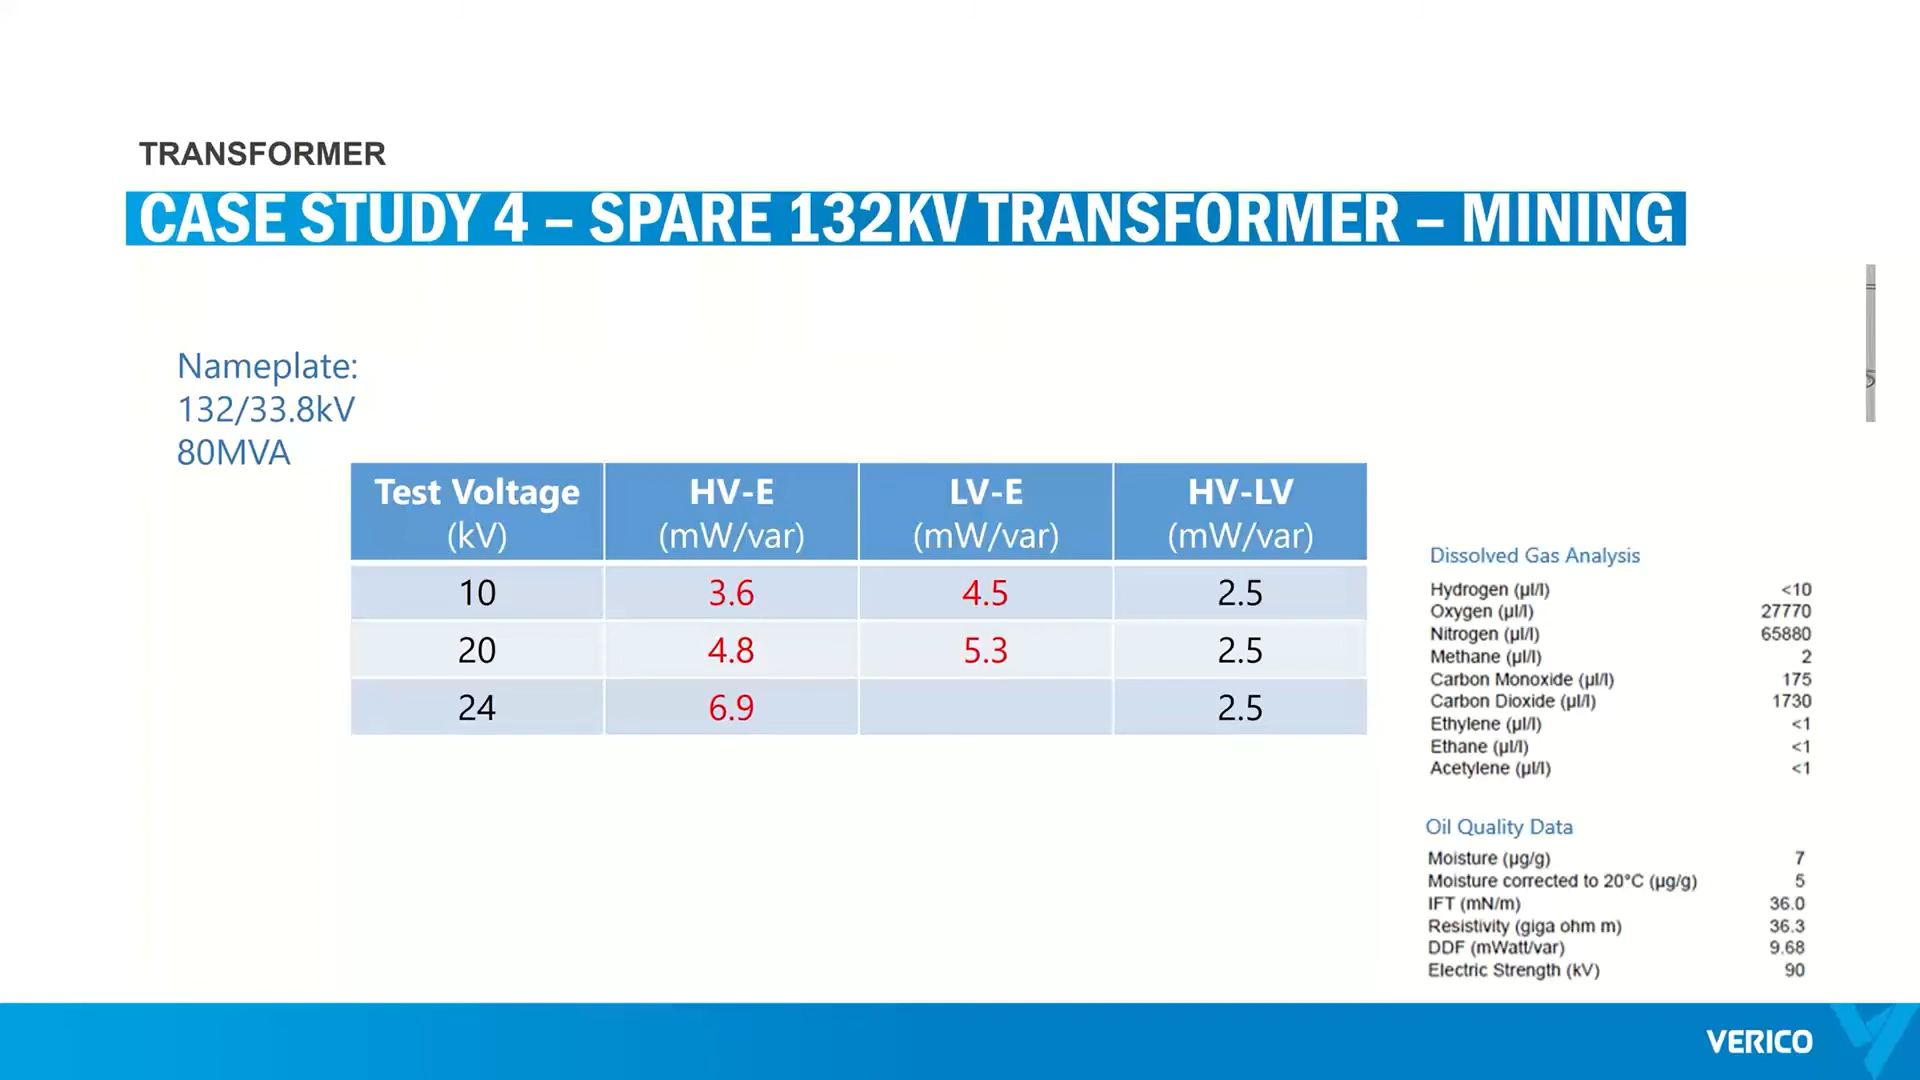 TRANSFORMER
CASE STUDY 4 – SPARE 132KV TRANSFORMER – MINING
Nameplate:
132/33.8kV
80MVA
Test Voltage HV-E LV-E HV-LV
(kV) (mW/var) (mW/var) (mW/var)
10 3.6 4.5 2.5
20 4.8 5.3 2.5
24 6.9 2.5
Dissolved Gas Analysis
Hydrogen (µl/l) <10
Oxygen (µl/l) 27770
Nitrogen (µl/l) 65880
Methane (µl/l) 2
Carbon Monoxide (µl/l) 175
Carbon Dioxide (µl/l) 1730
Ethylene (µl/l) <1
Ethane (µl/l) <1
Acetylene (µl/l) <1
Oil Quality Data
Moisture (µg/g) 7
Moisture corrected to 20°C (µg/g) 5
IFT (mN/m) 36.0
Resistivity (giga ohm m) 36.3
DDF (mWatt/var) 9.68
Electric Strength (kV) 90
VERICO